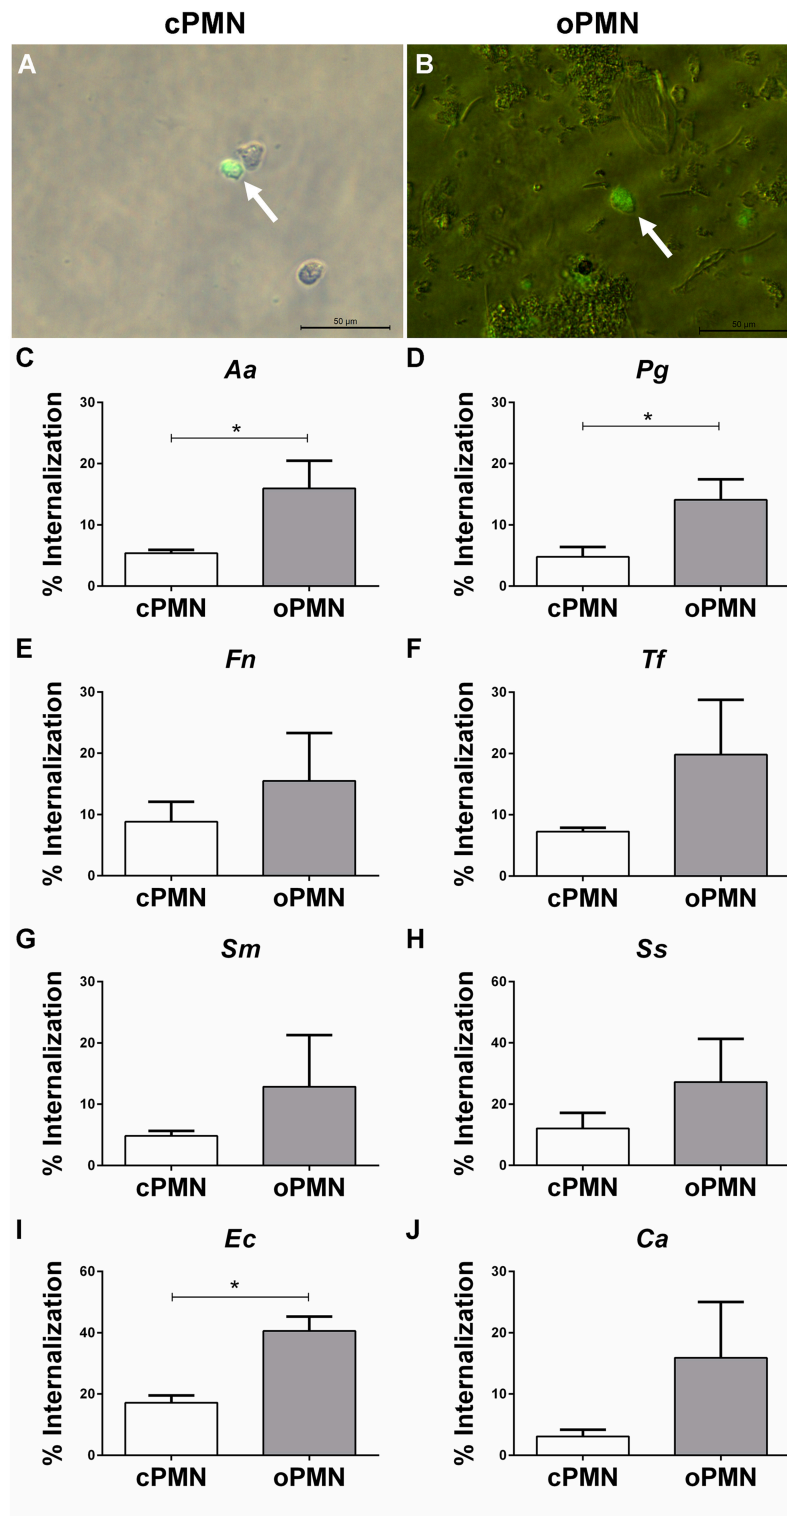 cPMN oPMN
A B
50 µm 50 µm
C Aa D Pg
% Internalization
30
20
10
0
*
cPMN oPMN
% Internalization
30
20
10
0
*
cPMN oPMN
E Fn F Tf
% Internalization
30
20
10
0
cPMN oPMN
% Internalization
30
20
10
0
cPMN oPMN
G Sm H Ss
% Internalization
30
20
10
0
cPMN oPMN
% Internalization
60
40
20
0
cPMN oPMN
I Ec J Ca
% Internalization
60
40
20
0
*
cPMN oPMN
% Internalization
30
20
10
0
cPMN oPMN